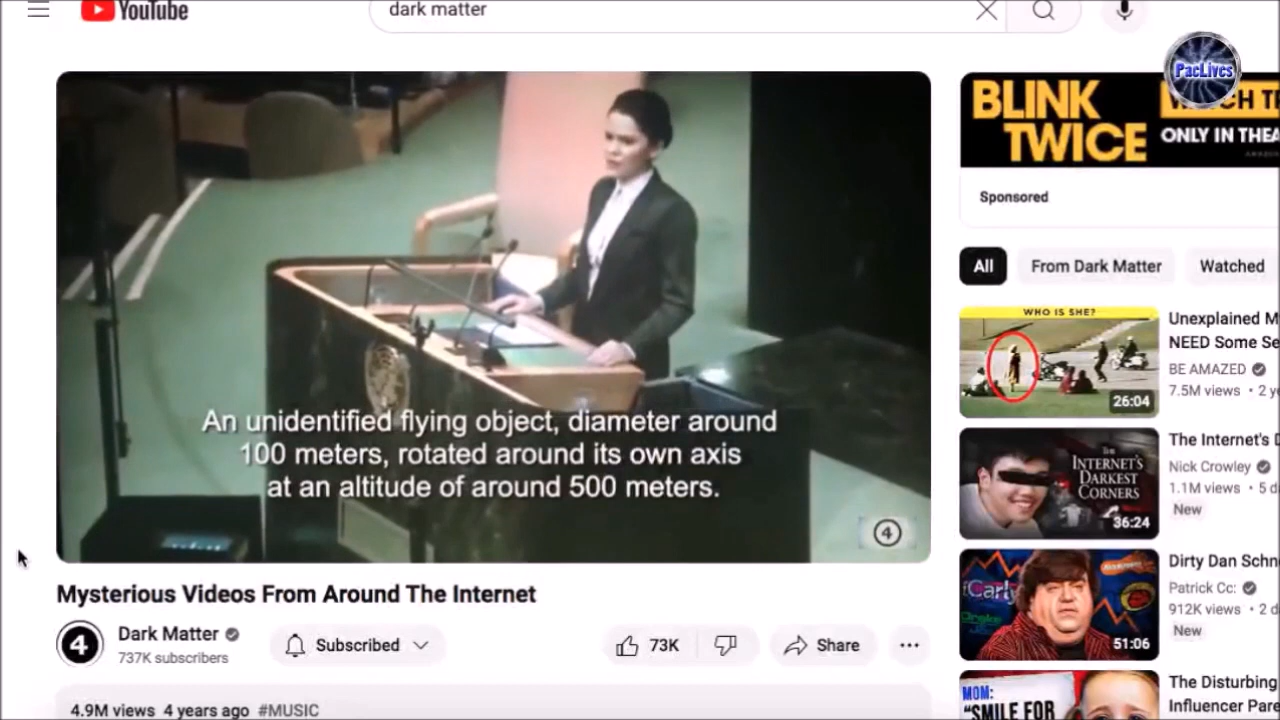 YouTube
dark matter
PacLives
An unidentified flying object, diameter around
100 meters, rotated around its own axis
at an altitude of around 500 meters.
4
Mysterious Videos From Around The Internet
4
Dark Matter
737K subscribers
Subscribed
73K
Share
4.9M views 4 years ago #MUSIC
BLINK
TWICE
ONLY IN THEA
Sponsored
All
From Dark Matter
Watched
WHO IS SHE?
26:04
Unexplained M
NEED Some Se
BE AMAZED
7.5M views • 2 y
THE
INTERNET'S
DARKEST
CORNERS
36:24
The Internet's D
Nick Crowley
1.1M views • 5 d
New
iCarly
51:06
Dirty Dan Schn
Patrick Cc:
912K views • 2 d
New
MOM:
"SMILE FOR
The Disturbing
Influencer Pare